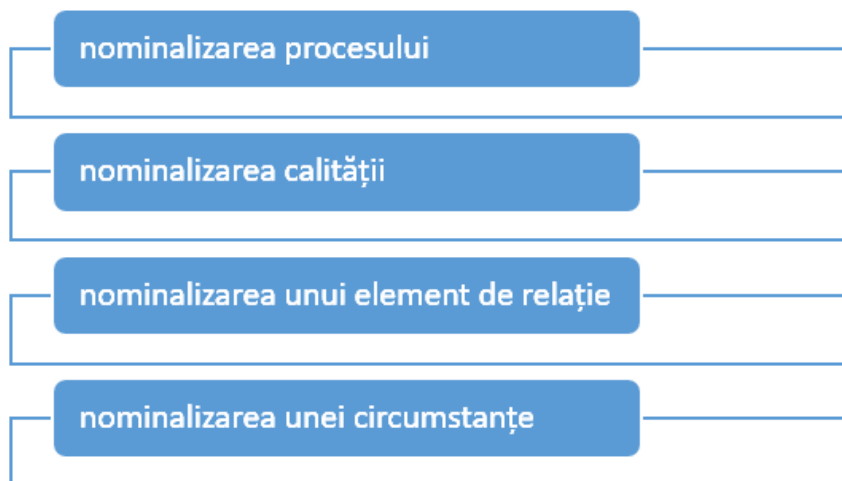 nominalizarea procesului
nominalizarea calității
nominalizarea unui element de relație
nominalizarea unei circumstanțe